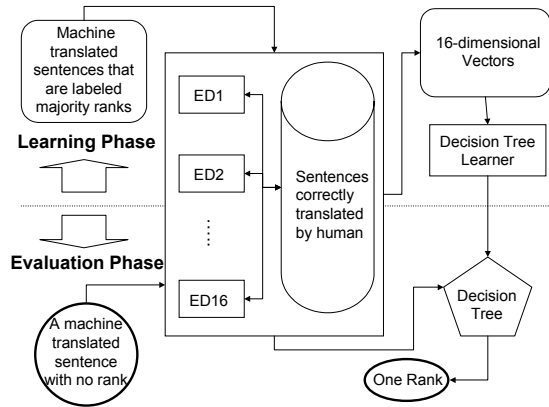 Machine
translated
sentences that
are labeled
majority ranks
Learning Phase
Evaluation Phase
A machine
translated
sentence
with no rank
ED1
ED2
....
ED16
Sentences
correctly
translated
by human
16-dimensional
Vectors
Decision Tree
Learner
Decision
Tree
One Rank